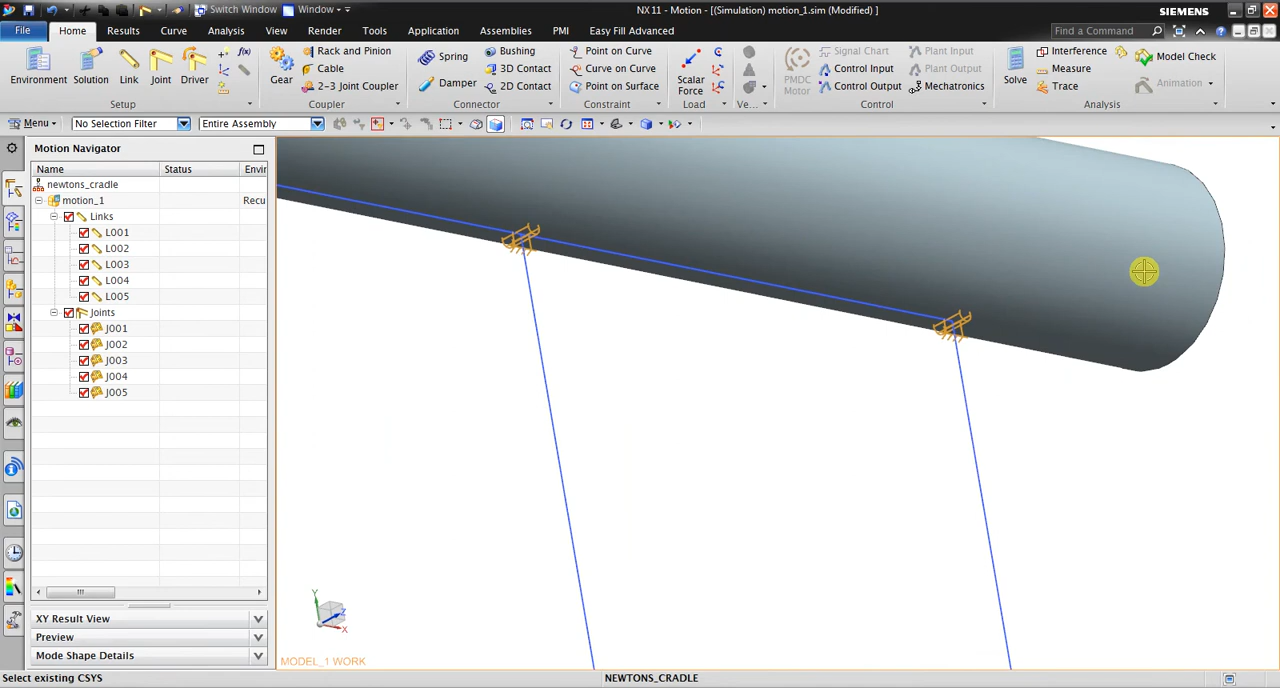 Switch Window
Window
NX 11 - Motion - [(Simulation) motion_1.sim (Modified) ]
SIEMENS
File
Home
Results
Curve
Analysis
View
Render
Tools
Application
Assemblies
PMI
Easy Fill Advanced
Find a Command
Environment
Solution
Link
Joint
Driver
f(x)
Setup
Gear
Rack and Pinion
Cable
2-3 Joint Coupler
Coupler
Spring
Damper
Bushing
3D Contact
2D Contact
Connector
Point on Curve
Curve on Curve
Point on Surface
Constraint
Scalar
Force
Load
Ve...
PMDC
Motor
Signal Chart
Control Input
Control Output
Plant Input
Plant Output
Mechatronics
Control
Solve
Interference
Measure
Trace
Model Check
Animation
Analysis
Menu
No Selection Filter
Entire Assembly
Motion Navigator
Name
Status
Envir
newtons_cradle
motion_1
Recu
Links
L001
L002
L003
L004
L005
Joints
J001
J002
J003
J004
J005
XY Result View
Preview
Mode Shape Details
Y
Z
X
MODEL_1 WORK
Select existing CSYS
NEWTONS_CRADLE